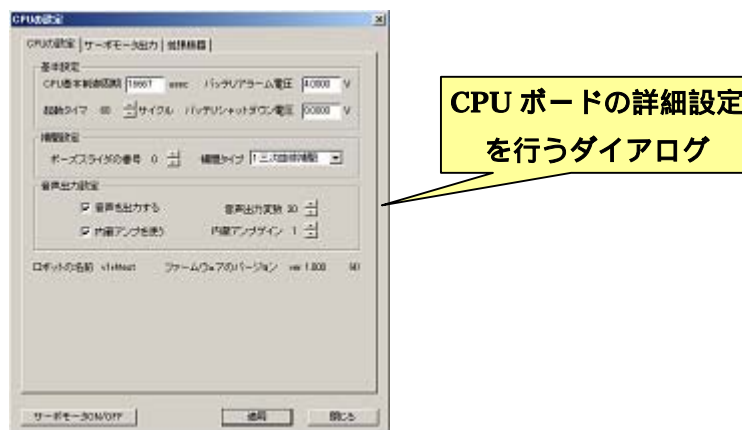 CPUの設定
CPUの設定 サーボモータ出力 拡張機器
基本設定
CPU基本制御周期 16667 usec バッテリアラーム電圧 4.0000 V
起動タイマ 60 サイクル バッテリシャットダウン電圧 0.0000 V
補間設定
ポーズスライダの番号 0 補間タイプ 1:三次曲線補間
音声出力設定
音声を出力する 音声出力変数 30
内蔵アンプを使う 内蔵アンプゲイン 1
ロボットの名前 ファームウェアのバージョン ver 1.000
サーボモータON/OFF 適用 閉じる
CPU ボードの詳細設定
を行うダイアログ